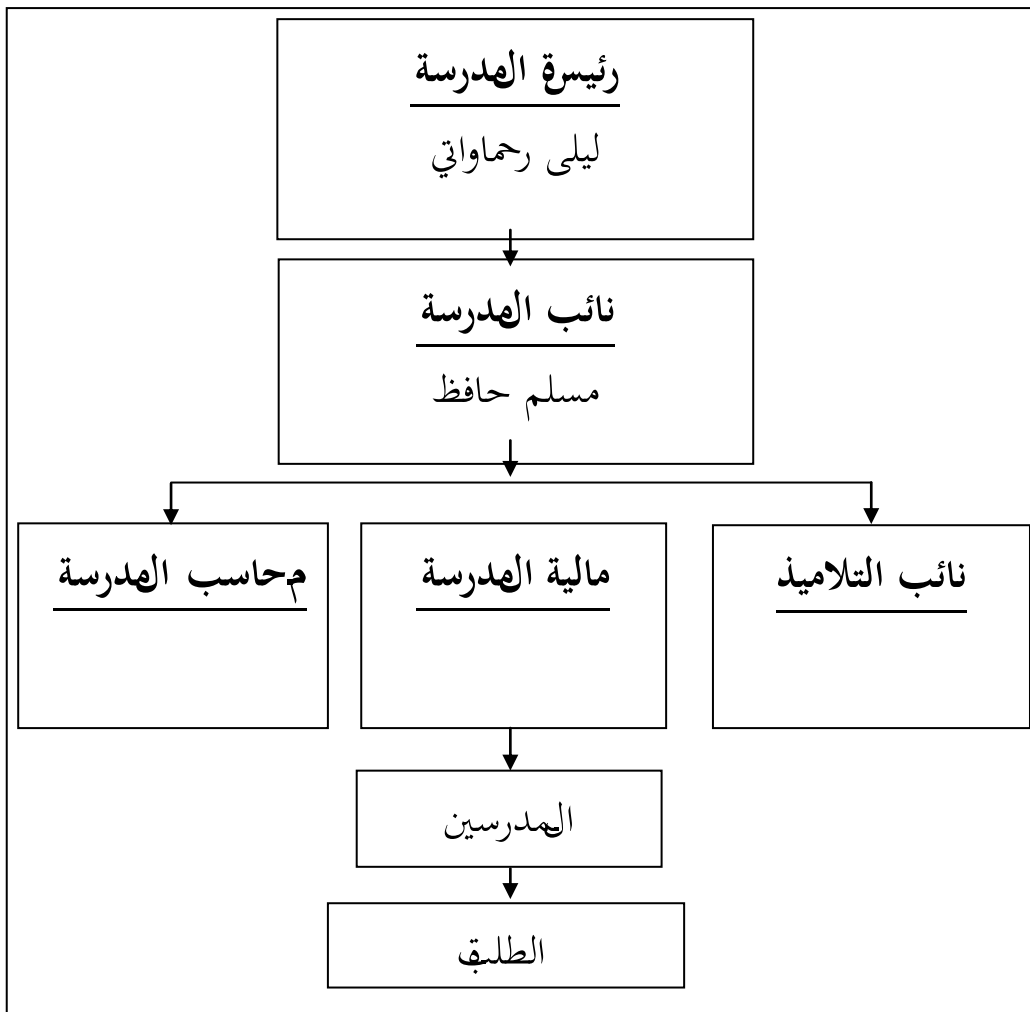 رئيسة المدرسة
ليلى رحماواتي
نائب المدرسة
مسلم حافظ
نائب التلاميذ
مالية المدرسة
محاسب المدرسة
المدرسين
الطلبة